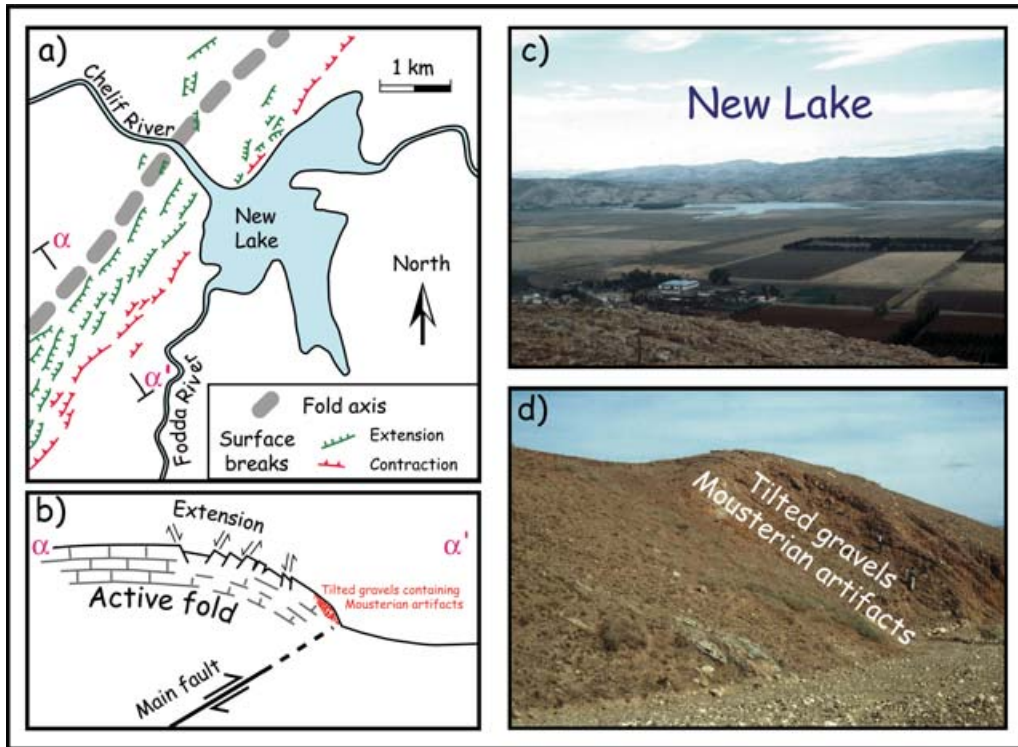 a)
1 km
Chelif River
α
New
Lake
North
α'
Fodda River
Fold axis
Surface
breaks
Extension
Contraction
b)
Extension
α
α'
Active fold
Tilted gravels containing
Mousterian artifacts
Main fault
c)
New Lake
d)
Tilted gravels
Mousterian artifacts